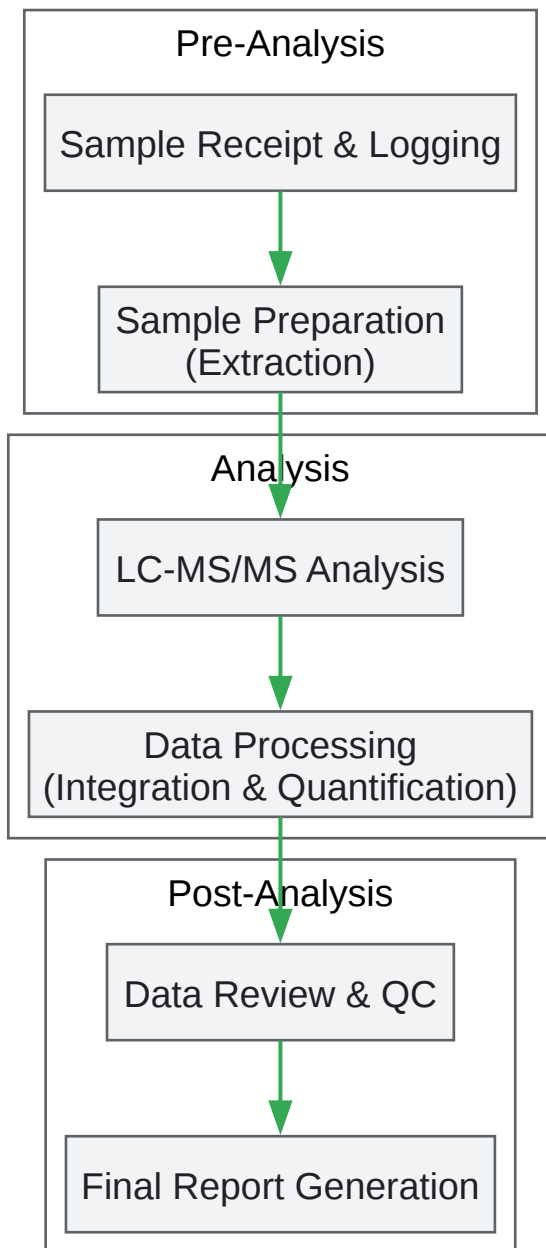 Pre-Analysis
Sample Receipt & Logging
Sample Preparation
(Extraction)
Analysis
LC-MS/MS Analysis
Data Processing
(Integration & Quantification)
Post-Analysis
Data Review & QC
Final Report Generation